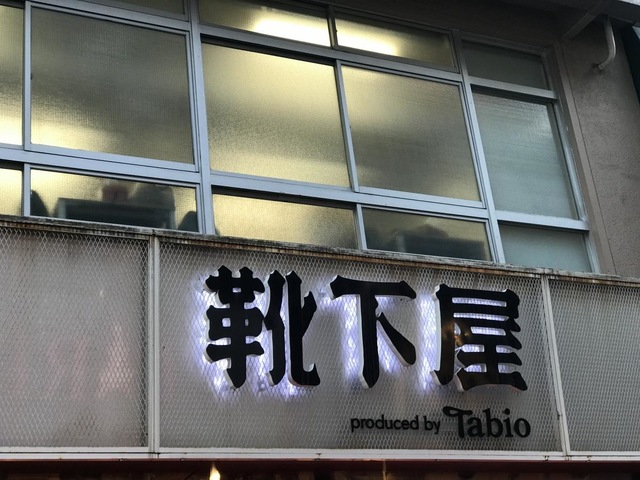 靴下屋
produced by Tabio